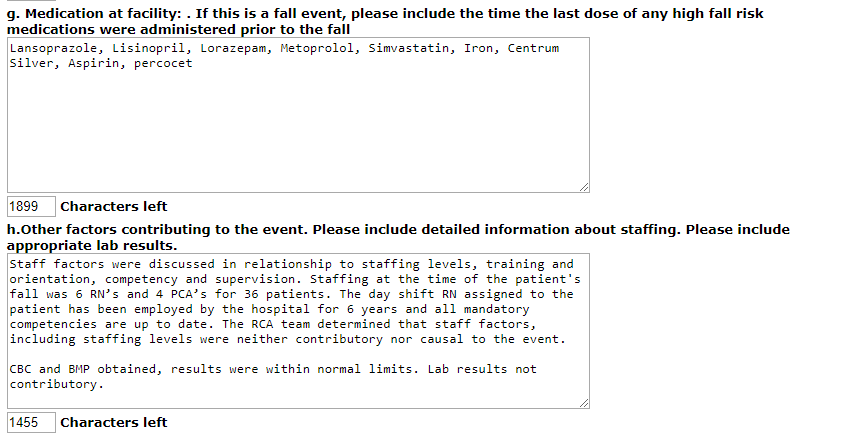 g. Medication at facility: . If this is a fall event, please include the time the last dose of any high fall risk
medications were administered prior to the fall
Lansoprazole, Lisinopril, Lorazepam, Metoprolol, Simvastatin, Iron, Centrum
Silver, Aspirin, percocet
1899 Characters left
h.Other factors contributing to the event. Please include detailed information about staffing. Please include
appropriate lab results.
Staff factors were discussed in relationship to staffing levels, training and
orientation, competency and supervision. Staffing at the time of the patient's
fall was 6 RN’s and 4 PCA’s for 36 patients. The day shift RN assigned to the
patient has been employed by the hospital for 6 years and all mandatory
competencies are up to date. The RCA team determined that staff factors,
including staffing levels were neither contributory nor causal to the event.
CBC and BMP obtained, results were within normal limits. Lab results not
contributory.
1455 Characters left